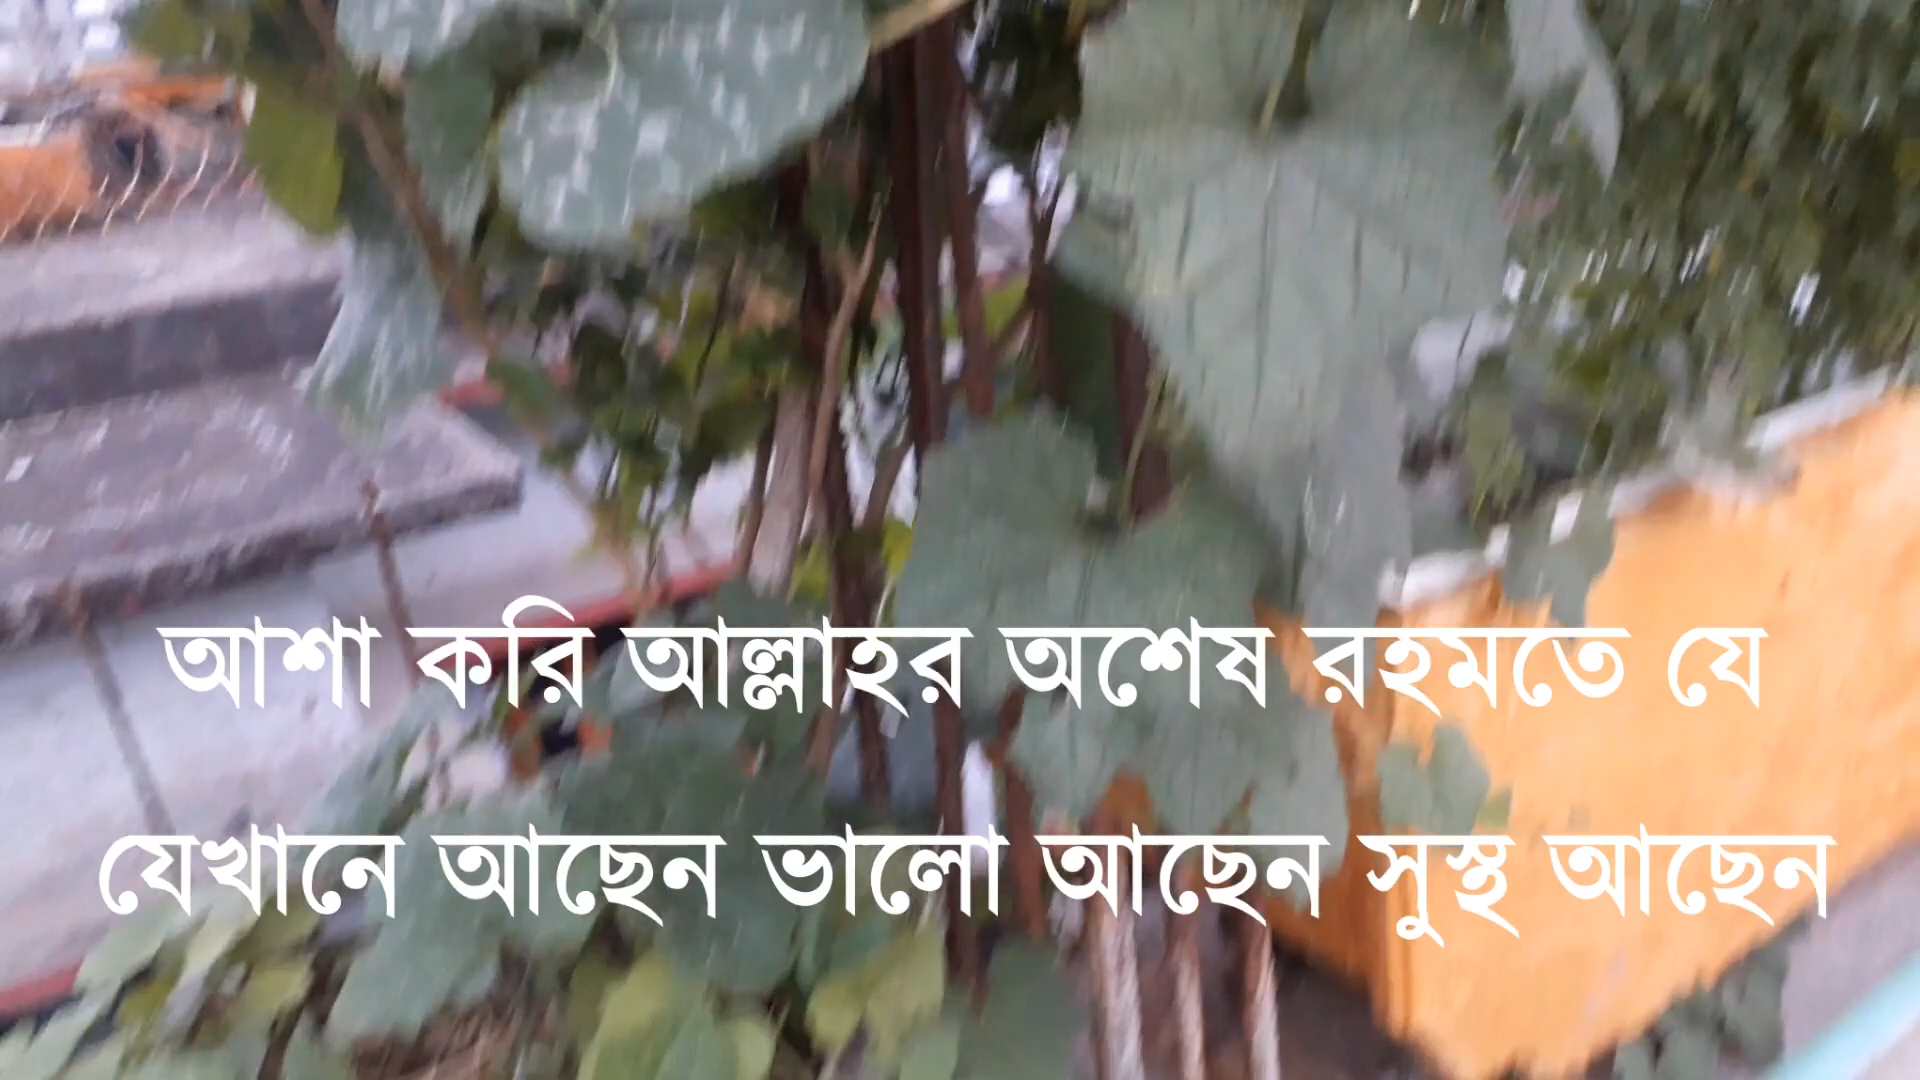 আশা করি আল্লাহর অশেষ রহমতে যে
যেখানে আছেন ভালো আছেন সুস্থ আছেন